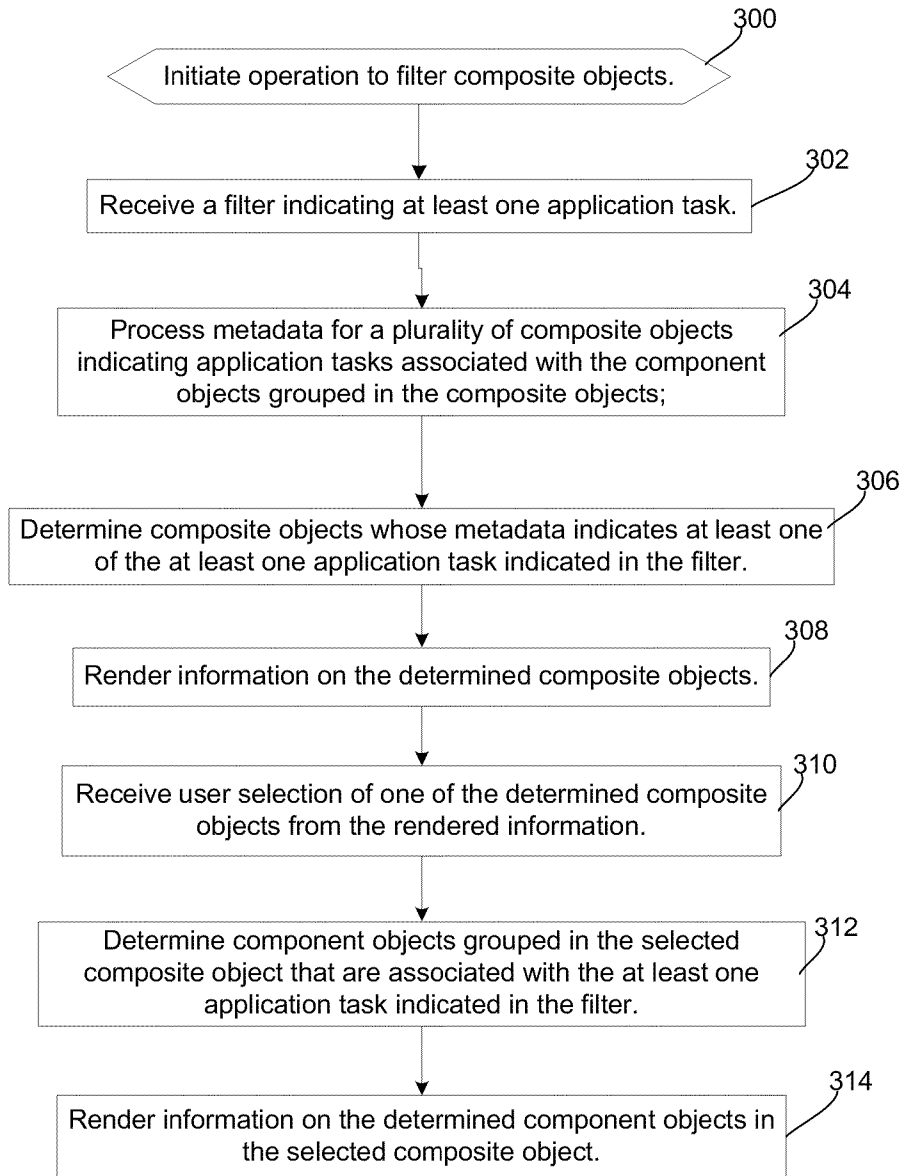 300
Initiate operation to filter composite objects.
302
Receive a filter indicating at least one application task.
304
Process metadata for a plurality of composite objects
indicating application tasks associated with the component
objects grouped in the composite objects;
306
Determine composite objects whose metadata indicates at least one
of the at least one application task indicated in the filter.
308
Render information on the determined composite objects.
310
Receive user selection of one of the determined composite
objects from the rendered information.
312
Determine component objects grouped in the selected
composite object that are associated with the at least one
application task indicated in the filter.
314
Render information on the determined component objects in
the selected composite object.